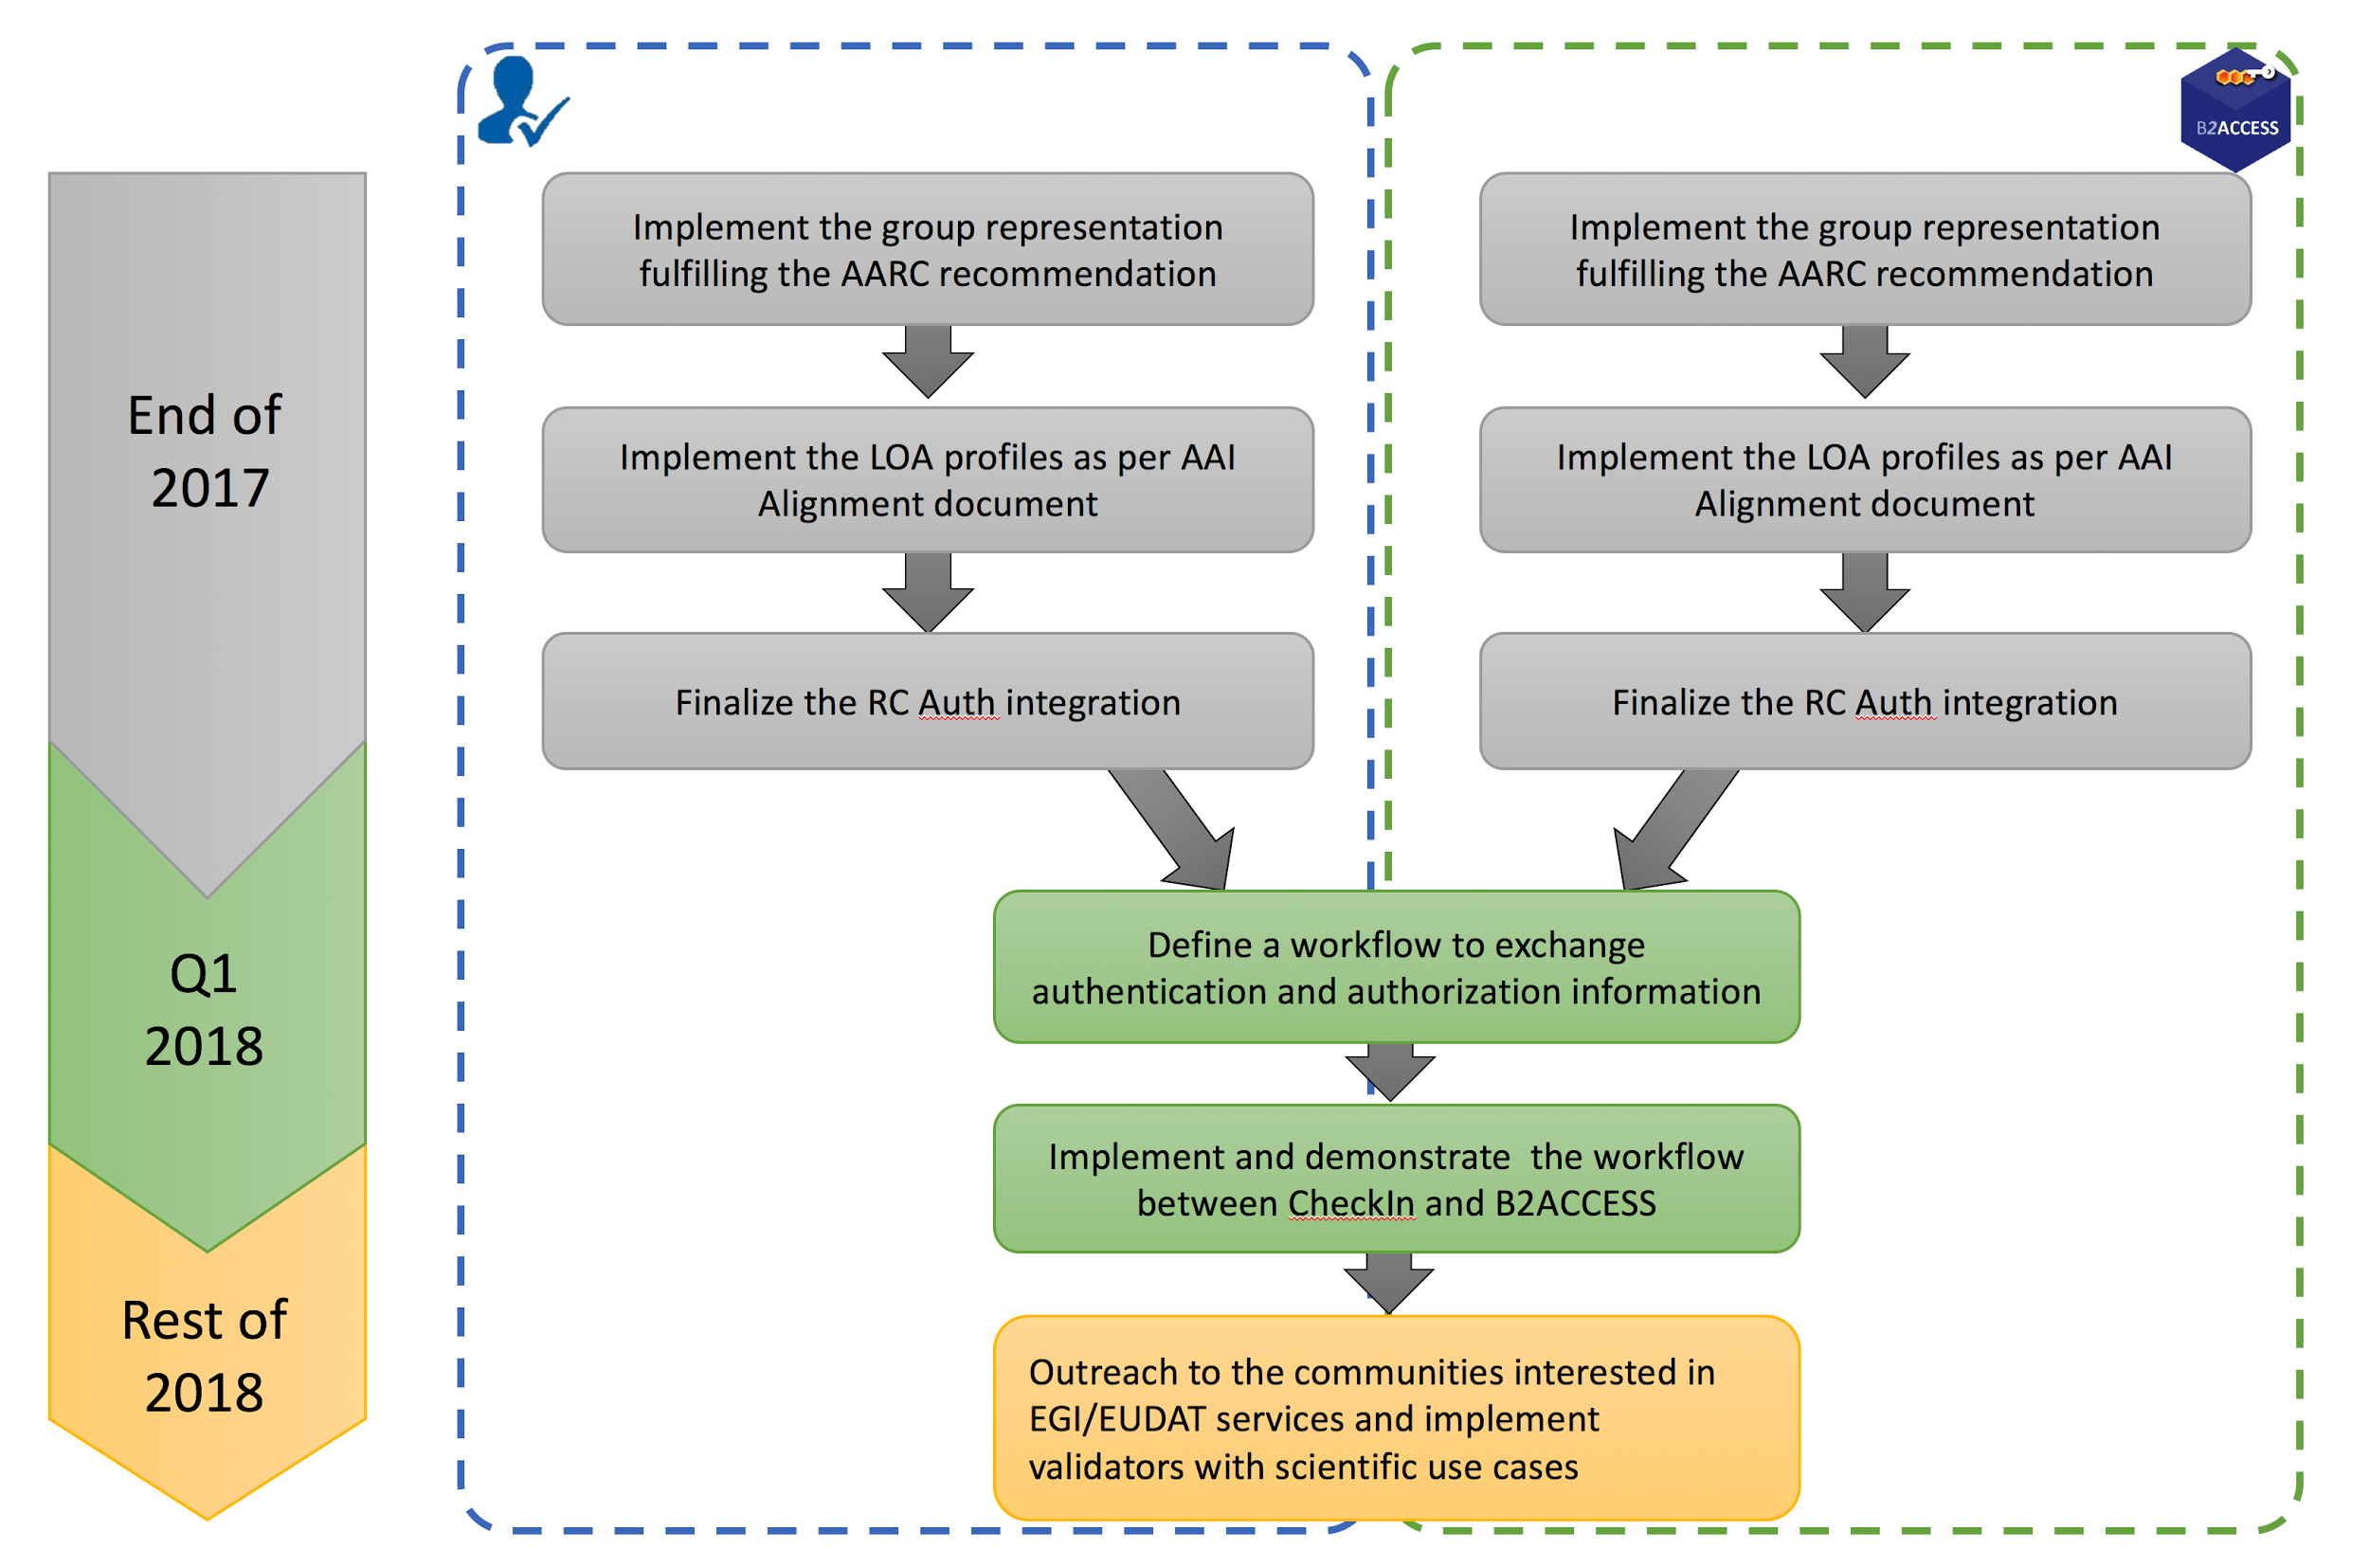 End of
2017
Q1
2018
Rest of
2018
Implement the group representation
fulfilling the AARC recommendation
Implement the LOA profiles as per AAI
Alignment document
Finalize the RC Auth integration
B2ACCESS
Implement the group representation
fulfilling the AARC recommendation
Implement the LOA profiles as per AAI
Alignment document
Finalize the RC Auth integration
Define a workflow to exchange
authentication and authorization information
Implement and demonstrate  the workflow
between CheckIn and B2ACCESS
Outreach to the communities interested in
EGI/EUDAT services and implement
validators with scientific use cases